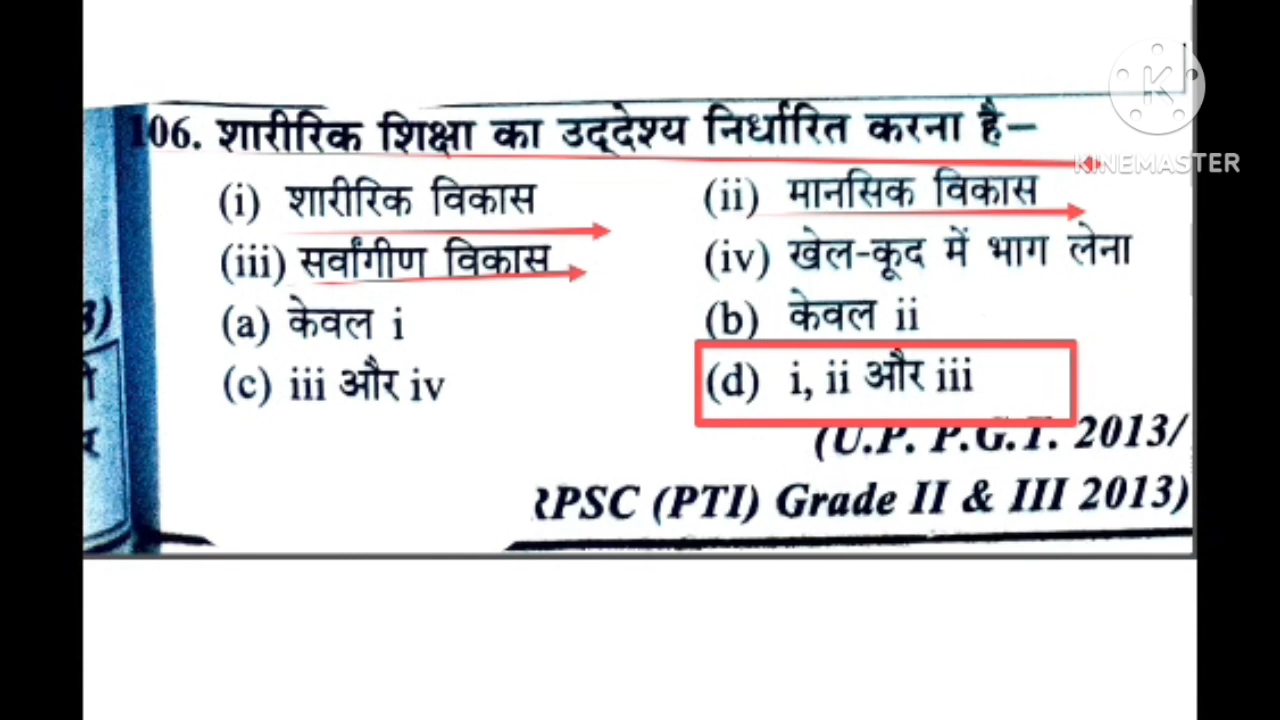 KINEMASTER
106. शारीरिक शिक्षा का उद्देश्य निर्धारित करना है–
(i) शारीरिक विकास (ii) मानसिक विकास
(iii) सर्वांगीण विकास (iv) खेल-कूद में भाग लेना
(a) केवल i (b) केवल ii
(c) iii और iv (d) i, ii और iii
(U.P. P.G.T. 2013/
RPSC (PTI) Grade II & III 2013)